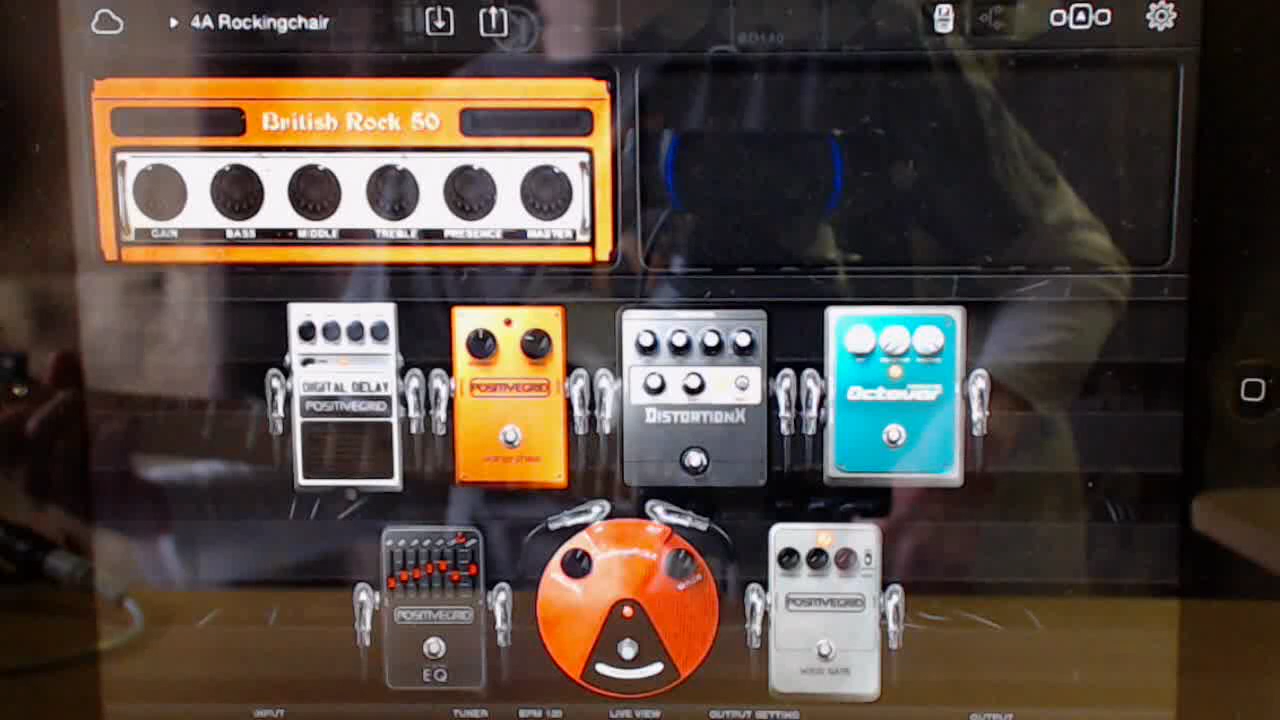 4A Rockingchair
British Rock 50
GAIN BASS MIDDLE TREBLE PRESENCE MASTER
DIGITAL DELAY
POSITIVEGRID
POSITIVEGRID
DISTORTIONX
Octaver
POSITIVEGRID
EQ
POSITIVEGRID
NOISE GATE
INPUT TUNER BPM 120 LIVE VIEW OUTPUT SETTING OUTPUT